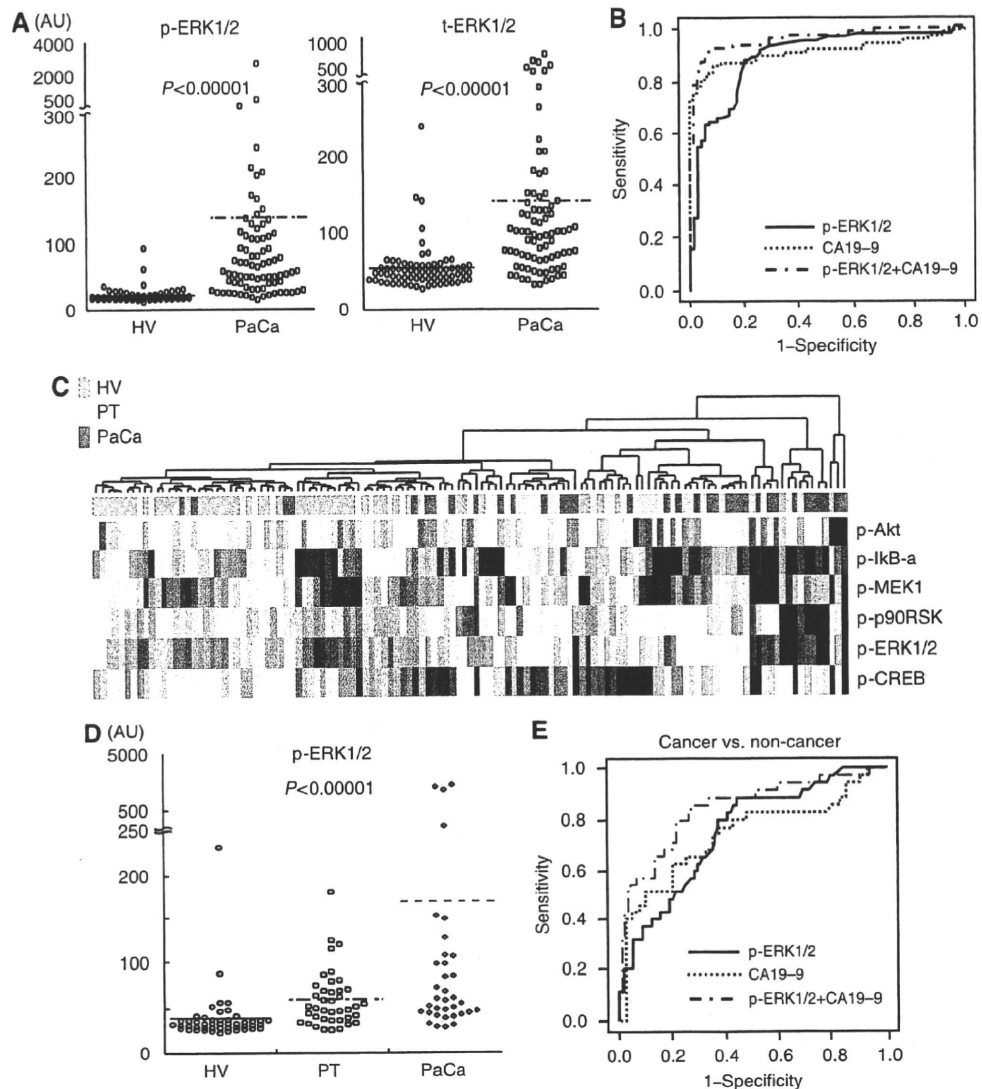 A (AU)
p-ERK1/2
P<0.00001
4000
2000
500
300
200
100
0
HV
PaCa
t-ERK1/2
P<0.00001
1000
500
300
200
100
0
HV
PaCa
B
Sensitivity
1.0
0.8
0.6
0.4
0.2
0.0
p-ERK1/2
CA19–9
p-ERK1/2+CA19–9
0.0 0.2 0.4 0.6 0.8 1.0
1–Specificity
C
HV
PT
PaCa
p-Akt
p-IkB-a
p-MEK1
p-p90RSK
p-ERK1/2
p-CREB
D (AU)
p-ERK1/2
P<0.00001
5000
500
250
200
100
0
HV
PT
PaCa
E
Cancer vs. non-cancer
Sensitivity
1.0
0.8
0.6
0.4
0.2
0.0
p-ERK1/2
CA19–9
p-ERK1/2+CA19–9
0.0 0.2 0.4 0.6 0.8 1.0
1–Specificity